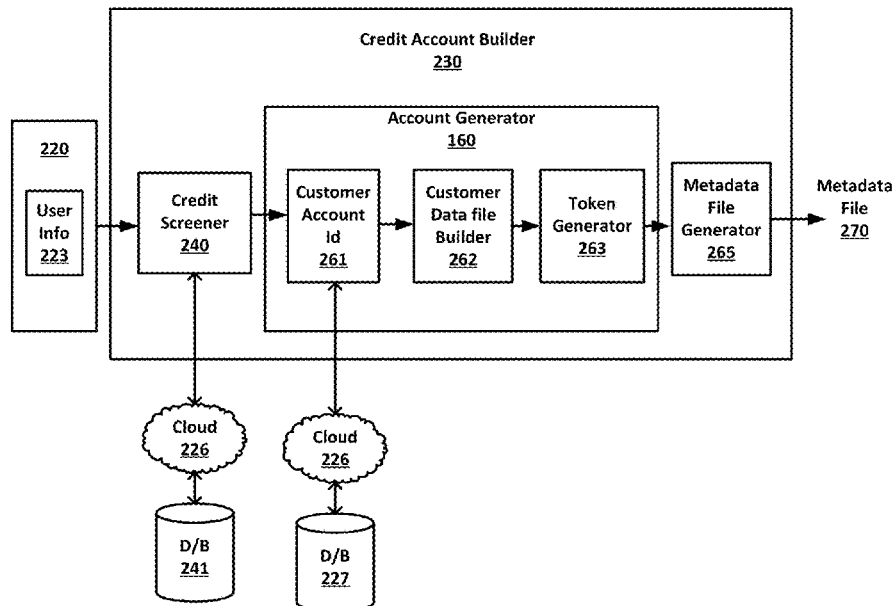 Credit Account Builder
230
Account Generator
160
220
User
Info
223
Credit
Screener
240
Customer
Account
Id
261
Customer
Data file
Builder
262
Token
Generator
263
Metadata
File
Generator
265
Metadata
File
270
Cloud
226
Cloud
226
D/B
241
D/B
227